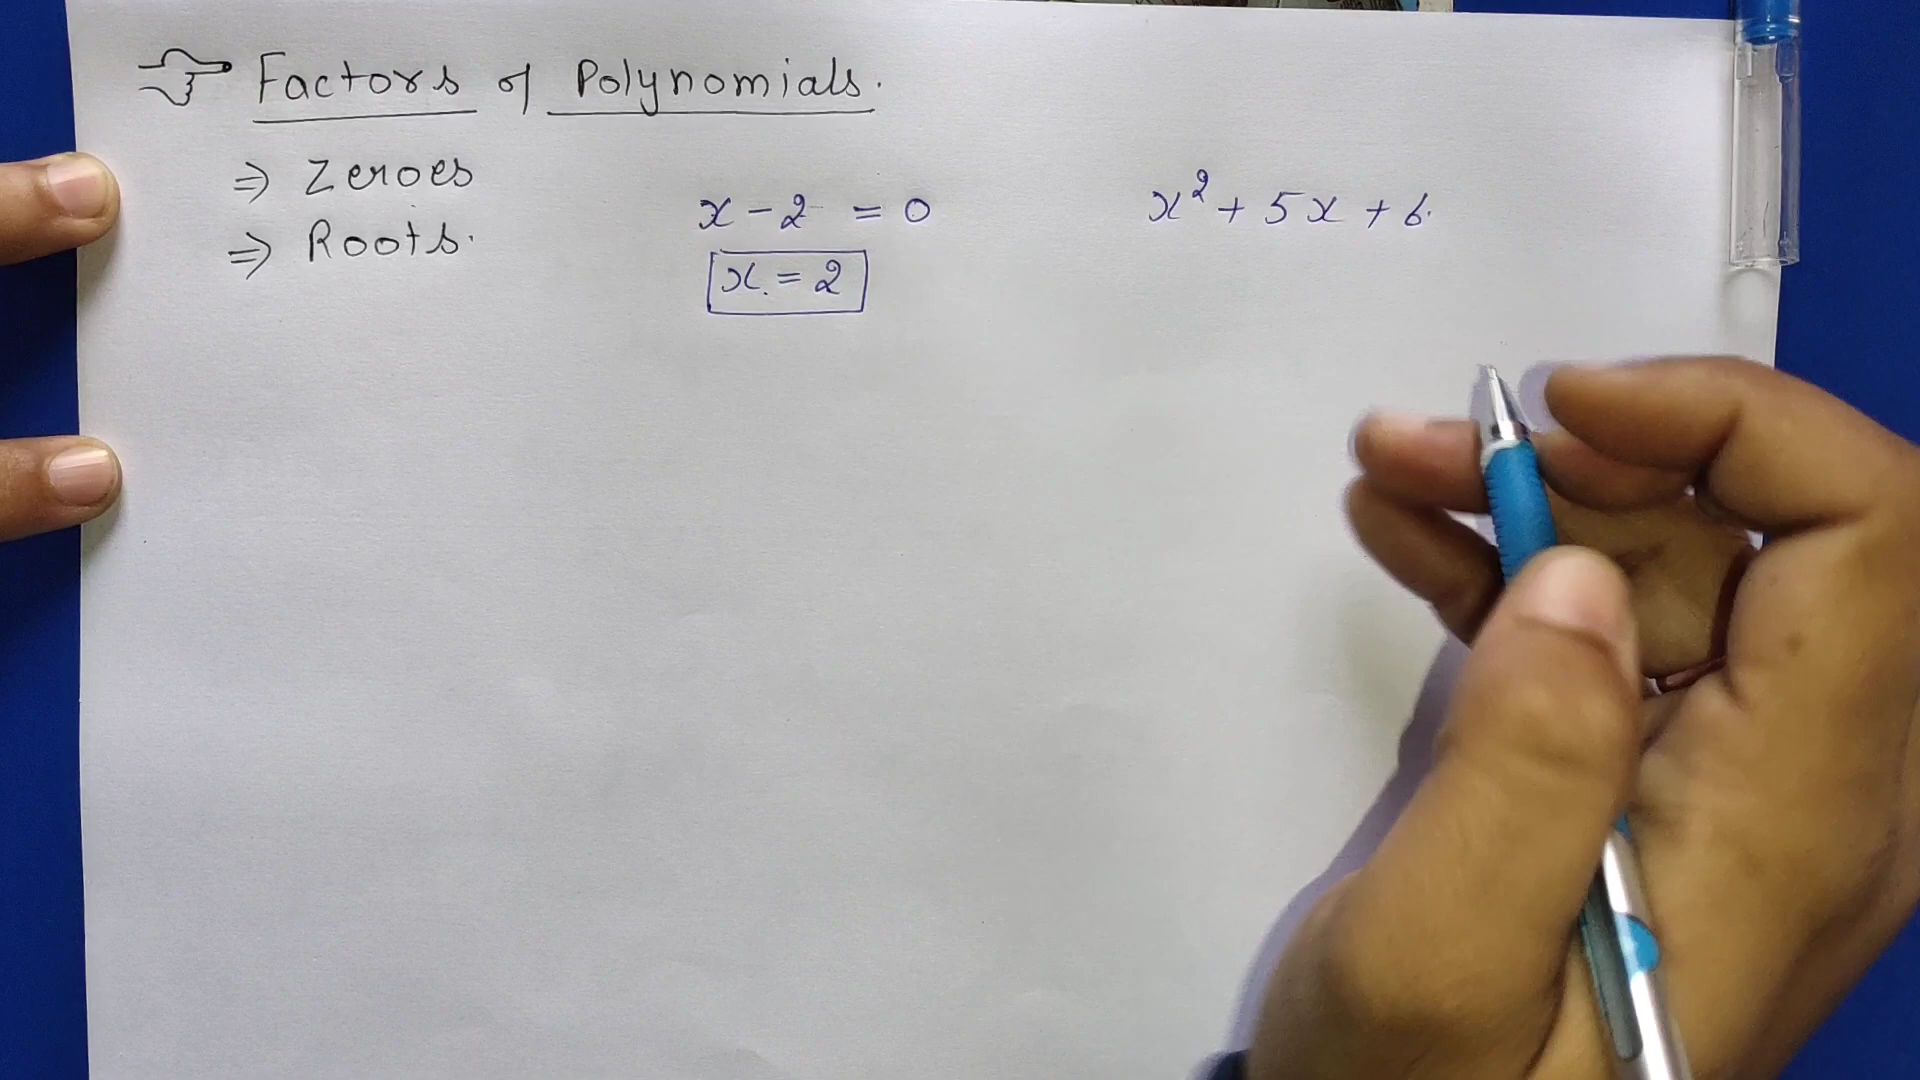 Factors of Polynomials.
⇒ Zeroes
⇒ Roots.
x - 2 = 0
x = 2
x² + 5x + 6.